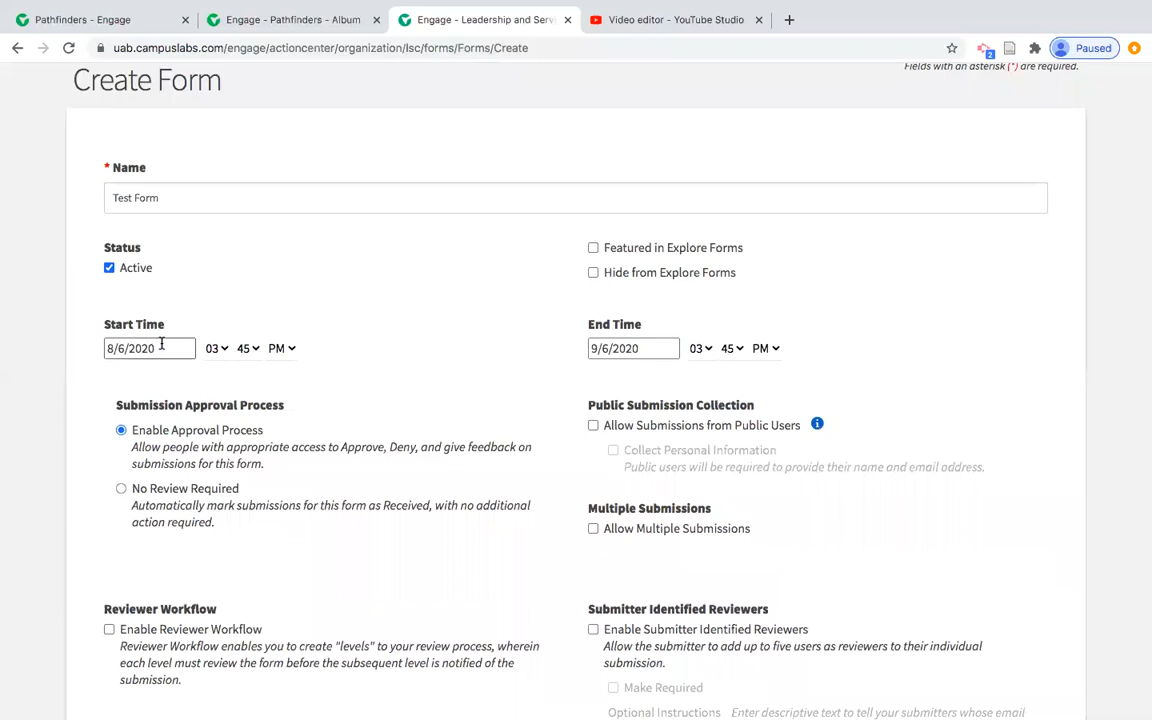 Pathfinders - Engage
Engage - Pathfinders - Album
Engage - Leadership and Servi
Video editor - YouTube Studio
uab.campuslabs.com/engage/actioncenter/organization/lsc/forms/Forms/Create
2
Paused
Create Form
Fields with an asterisk (*) are required.
* Name
Test Form
Status
Active
Featured in Explore Forms
Hide from Explore Forms
Start Time
8/6/2020 03 45 PM
End Time
9/6/2020 03 45 PM
Submission Approval Process
Enable Approval Process
Allow people with appropriate access to Approve, Deny, and give feedback on
submissions for this form.
No Review Required
Automatically mark submissions for this form as Received, with no additional
action required.
Public Submission Collection
Allow Submissions from Public Users
Collect Personal Information
Public users will be required to provide their name and email address.
Multiple Submissions
Allow Multiple Submissions
Reviewer Workflow
Enable Reviewer Workflow
Reviewer Workflow enables you to create "levels" to your review process, wherein
each level must review the form before the subsequent level is notified of the
submission.
Submitter Identified Reviewers
Enable Submitter Identified Reviewers
Allow the submitter to add up to five users as reviewers to their individual
submission.
Make Required
Optional Instructions Enter descriptive text to tell your submitters whose email